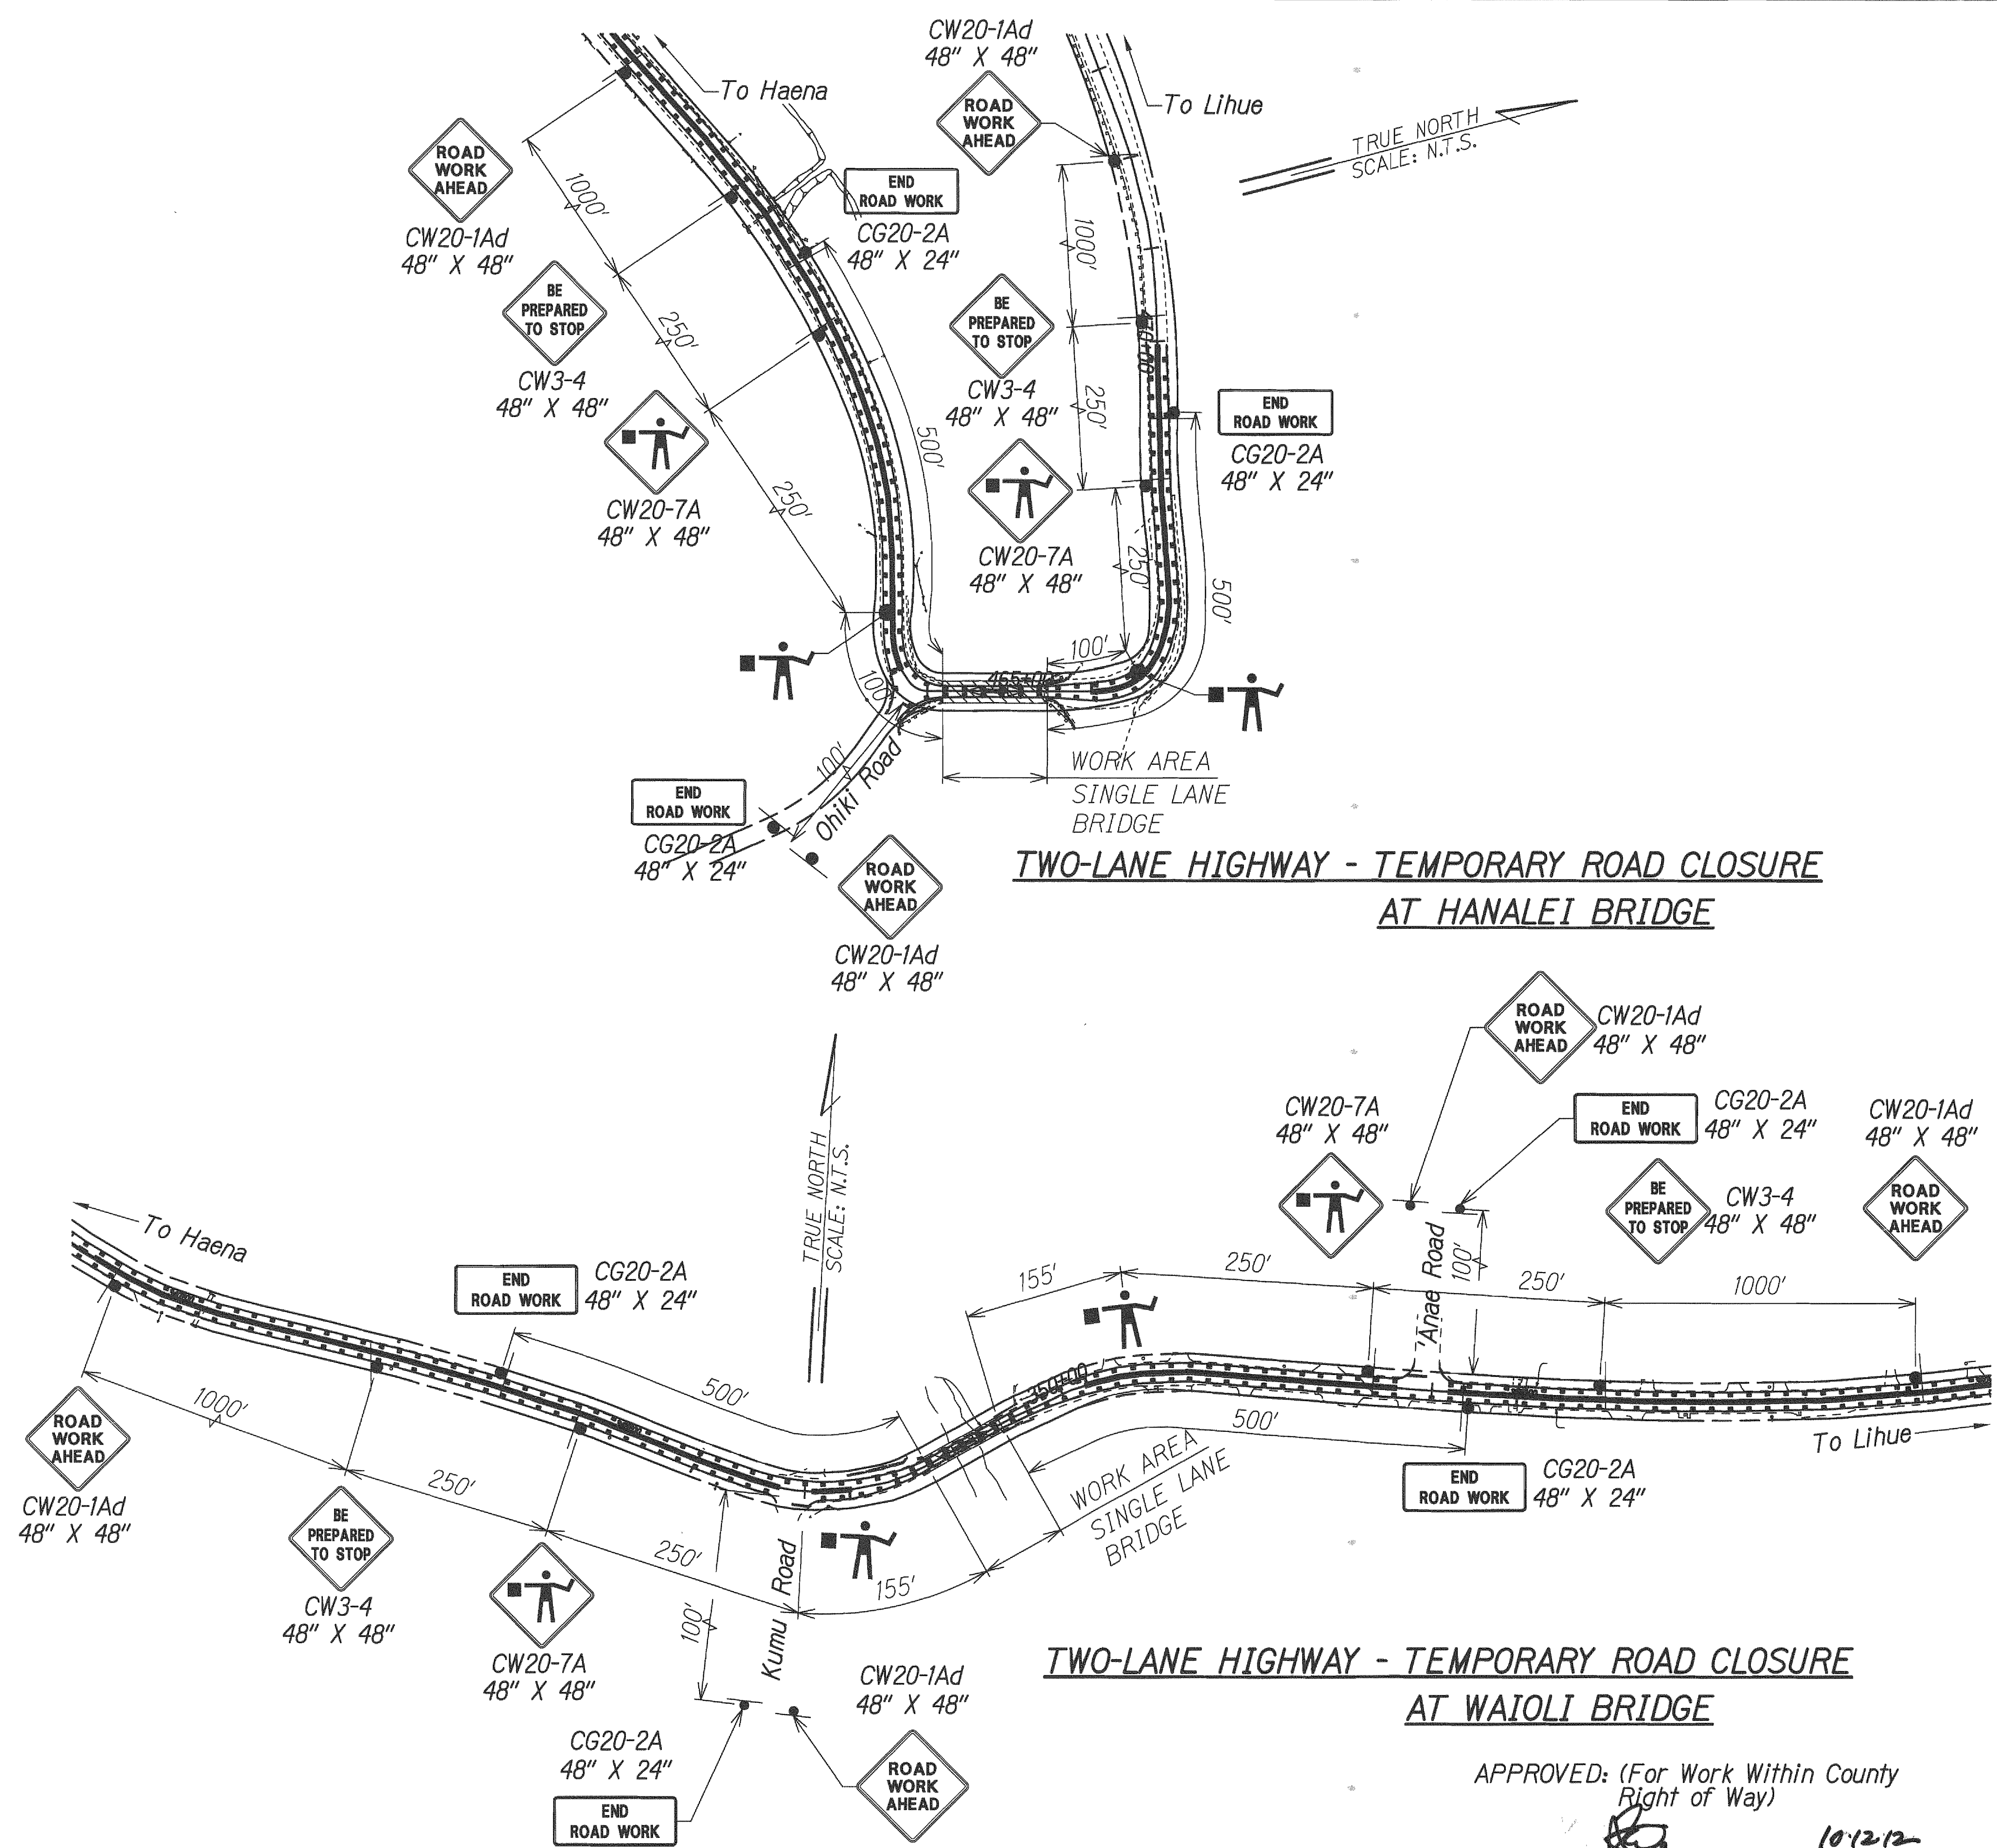 CW20-1Ad
48" X 48"
ROAD
WORK
AHEAD
To Haena
To Lihue
TRUE NORTH
SCALE: N.T.S.
ROAD
WORK
AHEAD
CW20-1Ad
48" X 48"
1000'
END
ROAD WORK
CG20-2A
48" X 24"
1000'
BE
PREPARED
TO STOP
CW3-4
48" X 48"
250'
BE
PREPARED
TO STOP
CW3-4
48" X 48"
250'
END
ROAD WORK
CG20-2A
48" X 24"
500'
CW20-7A
48" X 48"
250'
CW20-7A
48" X 48"
250'
500'
100'
100'
465+00
WORK AREA
SINGLE LANE
BRIDGE
100'
Ohiki Road
END
ROAD WORK
CG20-2A
48" X 24"
ROAD
WORK
AHEAD
CW20-1Ad
48" X 48"
TWO-LANE HIGHWAY - TEMPORARY ROAD CLOSURE
AT HANALEI BRIDGE
ROAD
WORK
AHEAD
CW20-1Ad
48" X 48"
CW20-7A
48" X 48"
END
ROAD WORK
CG20-2A
48" X 24"
CW20-1Ad
48" X 48"
TRUE NORTH
SCALE: N.T.S.
BE
PREPARED
TO STOP
CW3-4
48" X 48"
ROAD
WORK
AHEAD
To Haena
END
ROAD WORK
CG20-2A
48" X 24"
155'
250'
'Anae Road
100'
250'
1000'
350+00
500'
500'
1000'
To Lihue
WORK AREA
SINGLE LANE
BRIDGE
END
ROAD WORK
CG20-2A
48" X 24"
ROAD
WORK
AHEAD
CW20-1Ad
48" X 48"
250'
BE
PREPARED
TO STOP
CW3-4
48" X 48"
250'
155'
CW20-7A
48" X 48"
100'
Kumu Road
CW20-1Ad
48" X 48"
ROAD
WORK
AHEAD
CG20-2A
48" X 24"
END
ROAD WORK
TWO-LANE HIGHWAY - TEMPORARY ROAD CLOSURE
AT WAIOLI BRIDGE
APPROVED: (For Work Within County
Right of Way)
10·12·12